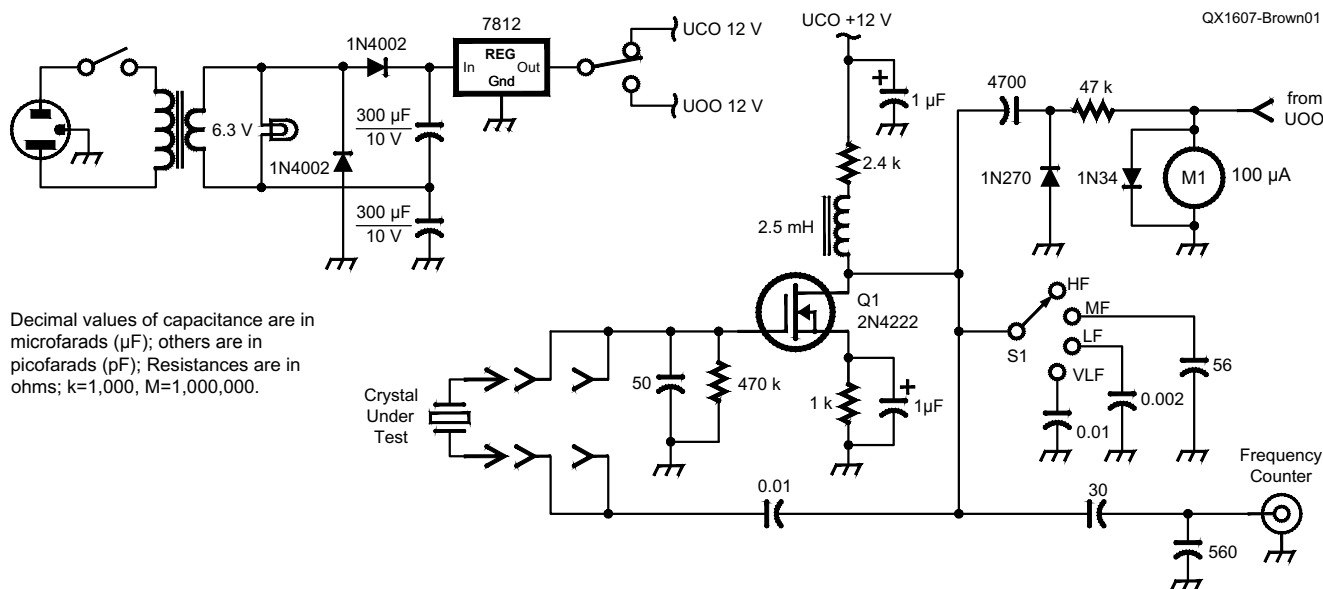 QX1607-Brown01
7812
REG
In
Out
Gnd
1N4002
UCO 12 V
UOO 12 V
6.3 V
1N4002
300 µF
10 V
300 µF
10 V
UCO +12 V
1 µF
2.4 k
2.5 mH
4700
47 k
from
UOO
1N270
1N34
M1
100 µA
Decimal values of capacitance are in
microfarads (µF); others are in
picofarads (pF); Resistances are in
ohms; k=1,000, M=1,000,000.
Q1
2N4222
Crystal
Under
Test
50
470 k
1 k
1µF
HF
MF
LF
VLF
S1
56
0.002
0.01
0.01
30
560
Frequency
Counter